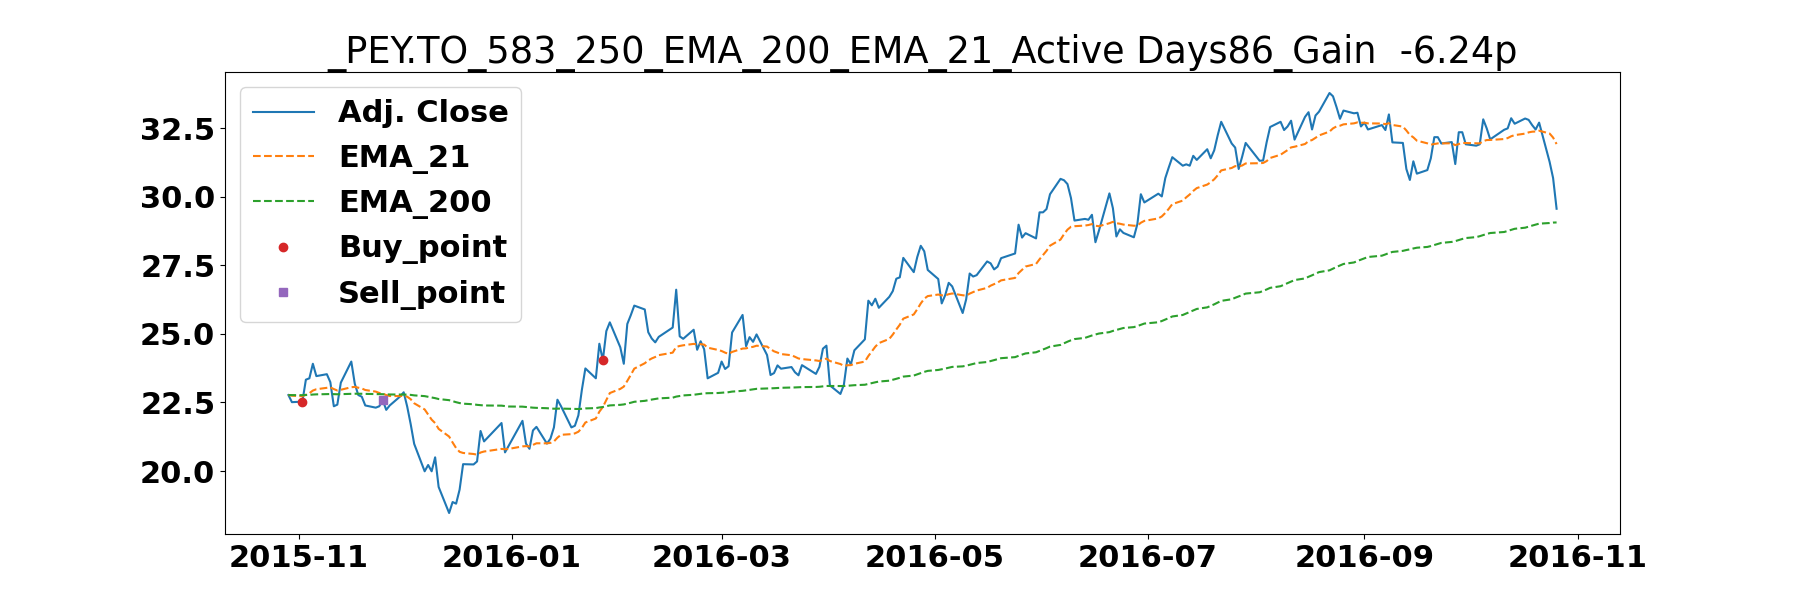 _PEY.TO_583_250_EMA_200_EMA_21_Active Days86_Gain  -6.24p
Adj. Close
EMA_21
EMA_200
Buy_point
Sell_point
32.5
30.0
27.5
25.0
22.5
20.0
2015-11 2016-01 2016-03 2016-05 2016-07 2016-09 2016-11